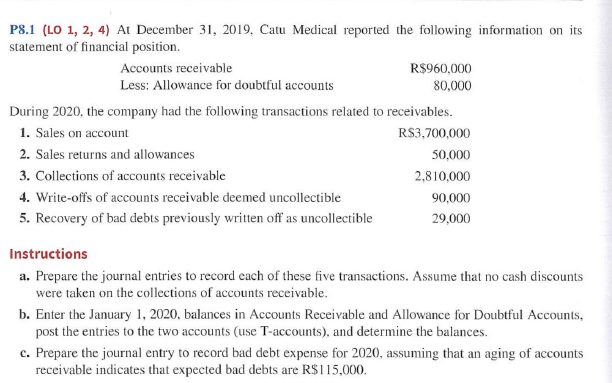 P8.1 (LO 1, 2, 4) At December 31, 2019, Catu Medical reported the following information on its
statement of financial position.
Accounts receivable R$960,000
Less: Allowance for doubtful accounts 80,000
During 2020, the company had the following transactions related to receivables.
1. Sales on account R$3,700,000
2. Sales returns and allowances 50,000
3. Collections of accounts receivable 2,810,000
4. Write-offs of accounts receivable deemed uncollectible 90,000
5. Recovery of bad debts previously written off as uncollectible 29,000
Instructions
a. Prepare the journal entries to record each of these five transactions. Assume that no cash discounts
were taken on the collections of accounts receivable.
b. Enter the January 1, 2020, balances in Accounts Receivable and Allowance for Doubtful Accounts,
post the entries to the two accounts (use T-accounts), and determine the balances.
c. Prepare the journal entry to record bad debt expense for 2020, assuming that an aging of accounts
receivable indicates that expected bad debts are R$115,000.